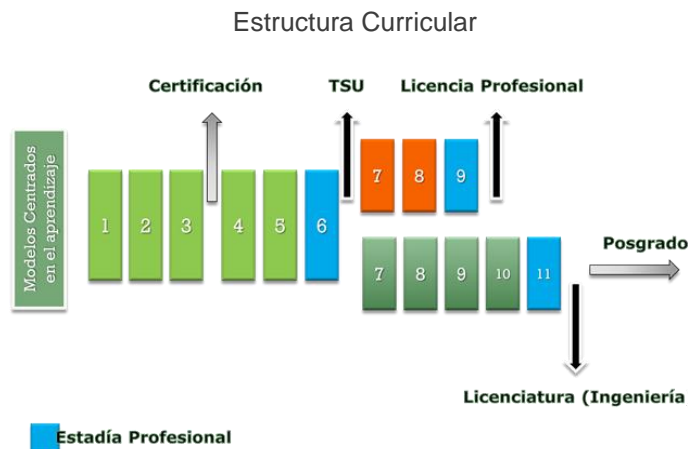 Estructura Curricular
Certificación
TSU
Licencia Profesional
Modelos Centrados
en el aprendizaje
1
2
3
4
5
6
7
8
9
7
8
9
10
11
Posgrado
Licenciatura (Ingeniería
Estadía Profesional